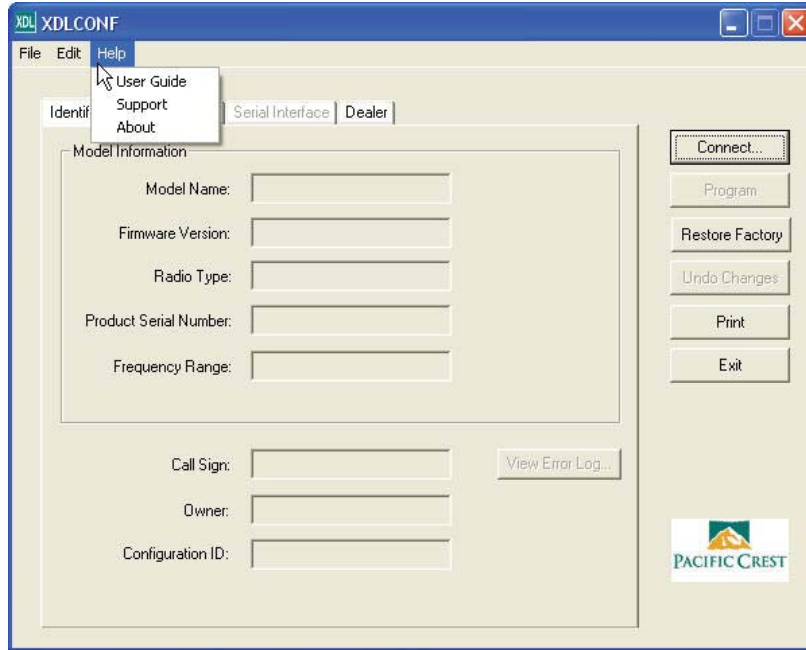 XDL XDLCONF
File Edit Help
User Guide
Support
About
Serial Interface Dealer
Model Information
Model Name:
Firmware Version:
Radio Type:
Product Serial Number:
Frequency Range:
Call Sign:
View Error Log...
Owner:
Configuration ID:
Connect...
Program
Restore Factory
Undo Changes
Print
Exit
PACIFIC CREST